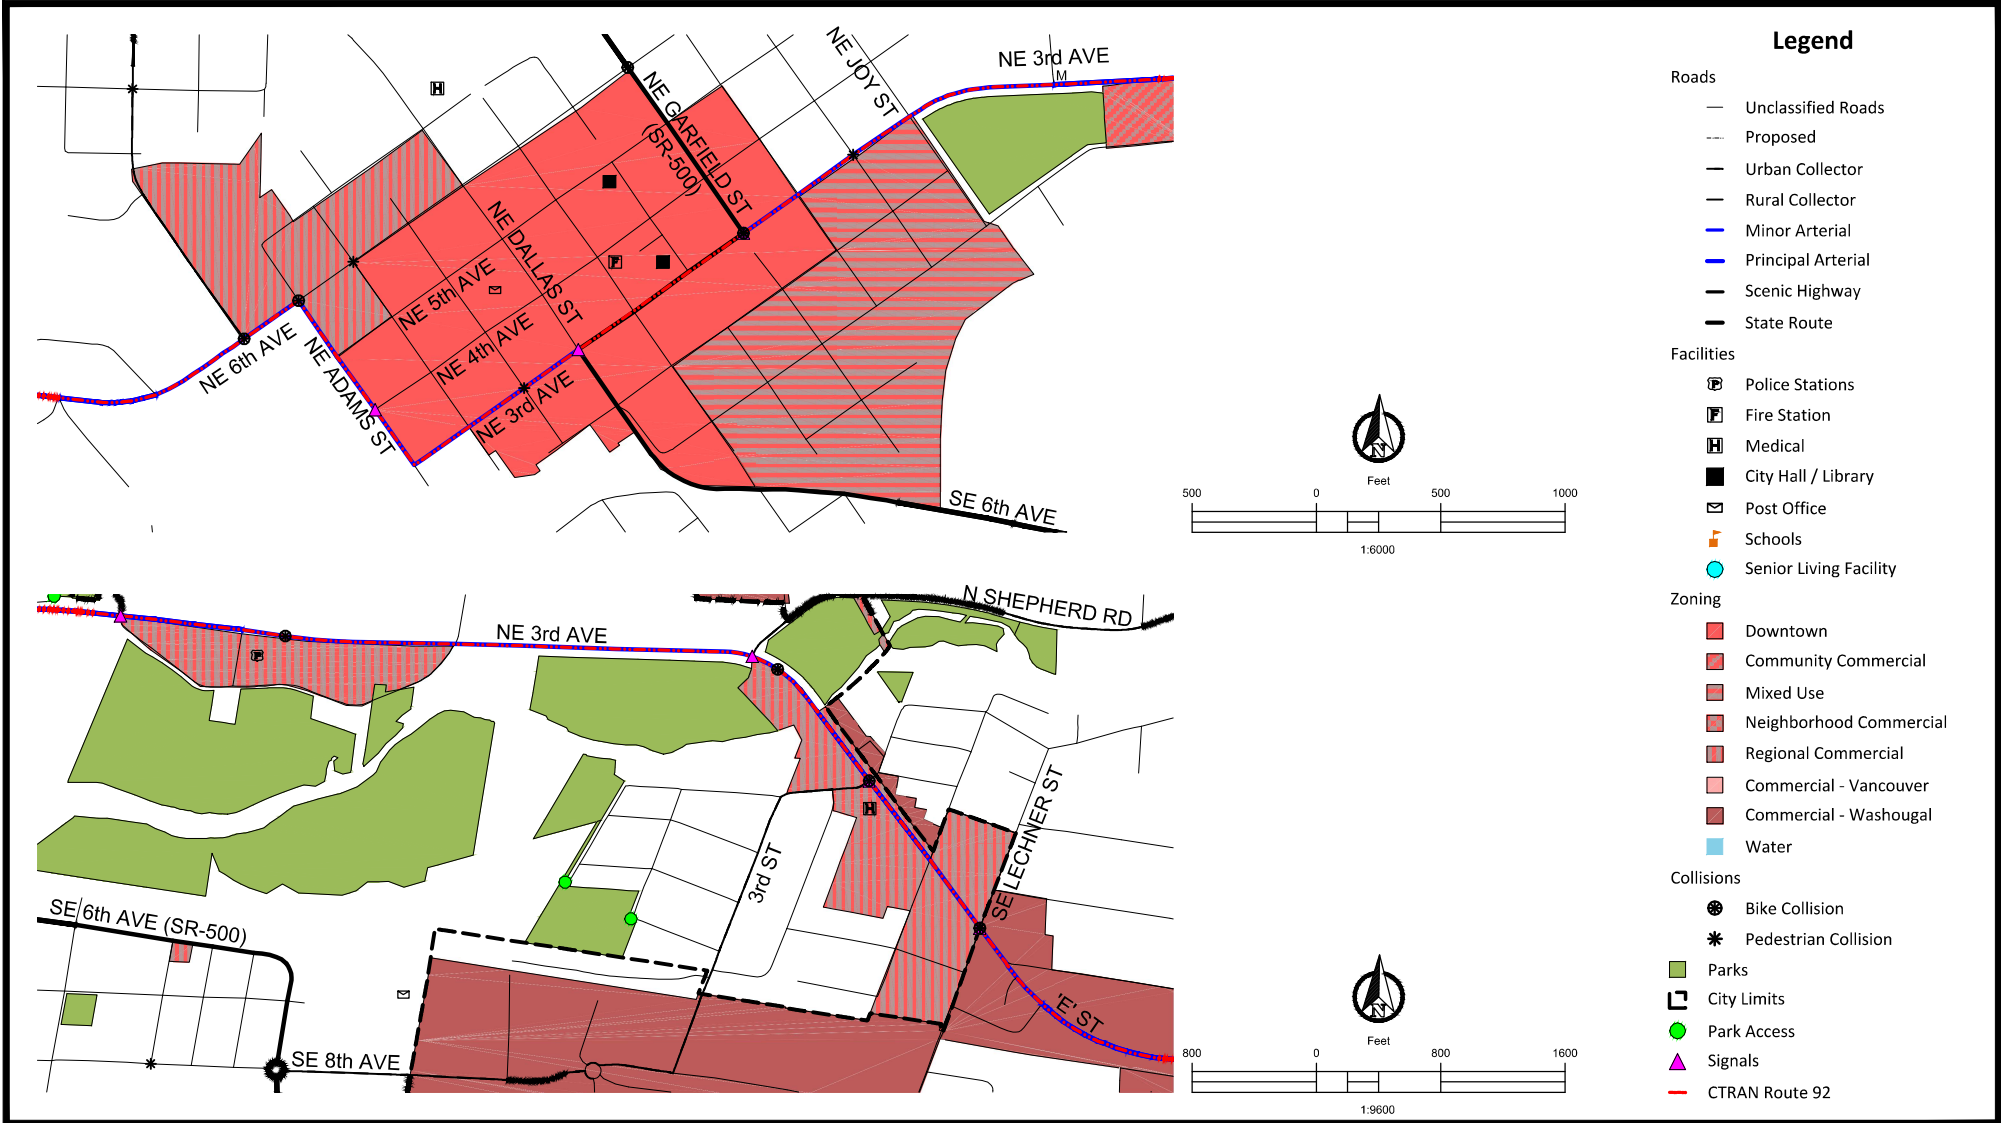 NE JOY ST
NE 3rd AVE
M
H
NE GARFIELD ST
(SR-500)
F
NE DALLAS ST
NE 5th AVE
NE 4th AVE
NE 3rd AVE
NE 6th AVE
NE ADAMS ST
SE 6th AVE
N
Feet
500 0 500 1000
1:6000
N SHEPHERD RD
NE 3rd AVE
P
H
SE LECHNER ST
3rd ST
SE 6th AVE (SR-500)
'E' ST
SE 8th AVE
N
Feet
800 0 800 1600
1:9600
Legend
Roads
Unclassified Roads
Proposed
Urban Collector
Rural Collector
Minor Arterial
Principal Arterial
Scenic Highway
State Route
Facilities
P Police Stations
F Fire Station
H Medical
City Hall / Library
Post Office
Schools
Senior Living Facility
Zoning
Downtown
Community Commercial
Mixed Use
Neighborhood Commercial
Regional Commercial
Commercial - Vancouver
Commercial - Washougal
Water
Collisions
Bike Collision
Pedestrian Collision
Parks
City Limits
Park Access
Signals
CTRAN Route 92